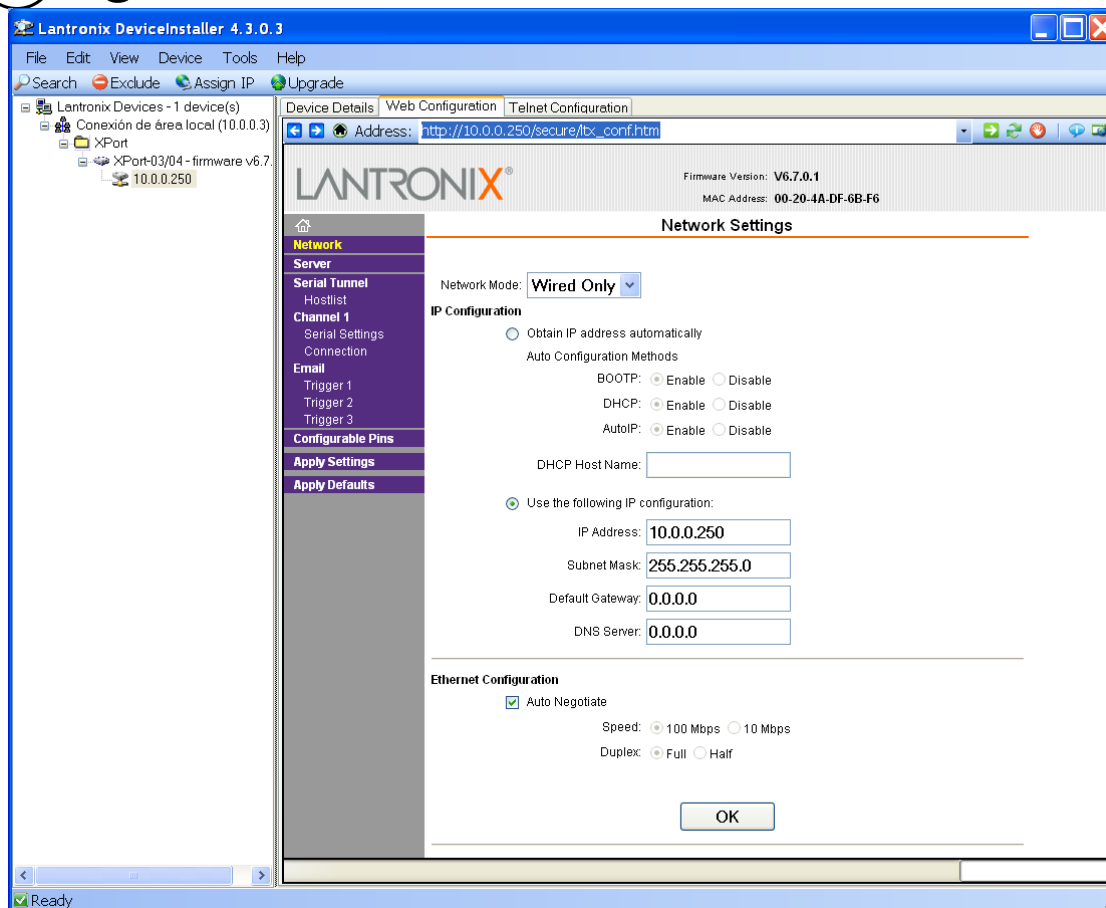 Lantronix DeviceInstaller 4.3.0.3
File Edit View Device Tools Help
Search Exclude Assign IP Upgrade
Lantronix Devices - 1 device(s)
Conexión de área local (10.0.0.3)
XPort
XPort-03/04 - firmware v6.7.
10.0.0.250
Device Details Web Configuration Telnet Configuration
Address: http://10.0.0.250/secure/ltx_conf.htm
LANTRONIX®
Firmware Version: V6.7.0.1
MAC Address: 00-20-4A-DF-6B-F6
Network
Server
Serial Tunnel
Hostlist
Channel 1
Serial Settings
Connection
Email
Trigger 1
Trigger 2
Trigger 3
Configurable Pins
Apply Settings
Apply Defaults
Network Settings
Network Mode: Wired Only
IP Configuration
Obtain IP address automatically
Auto Configuration Methods
BOOTP: Enable Disable
DHCP: Enable Disable
AutoIP: Enable Disable
DHCP Host Name:
Use the following IP configuration:
IP Address: 10.0.0.250
Subnet Mask: 255.255.255.0
Default Gateway: 0.0.0.0
DNS Server: 0.0.0.0
Ethernet Configuration
Auto Negotiate
Speed: 100 Mbps 10 Mbps
Duplex: Full Half
OK
Ready